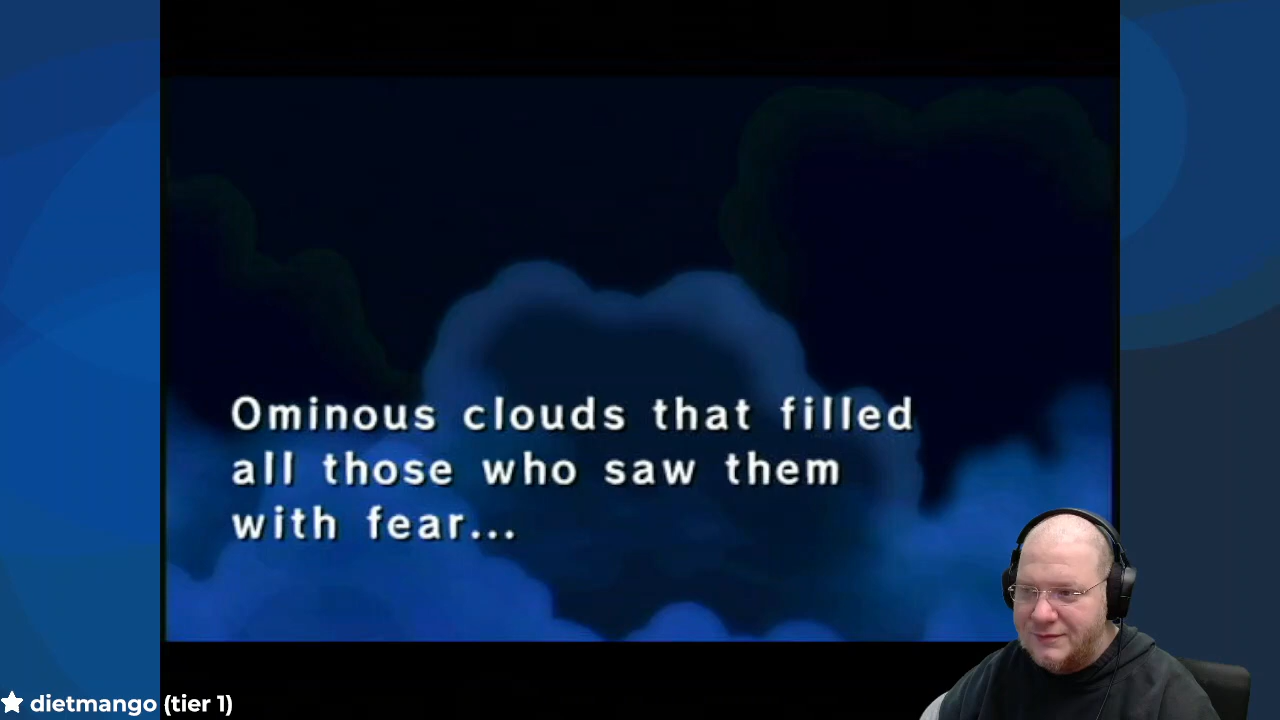 Ominous clouds that filled
all those who saw them
with fear...
dietmango (tier 1)